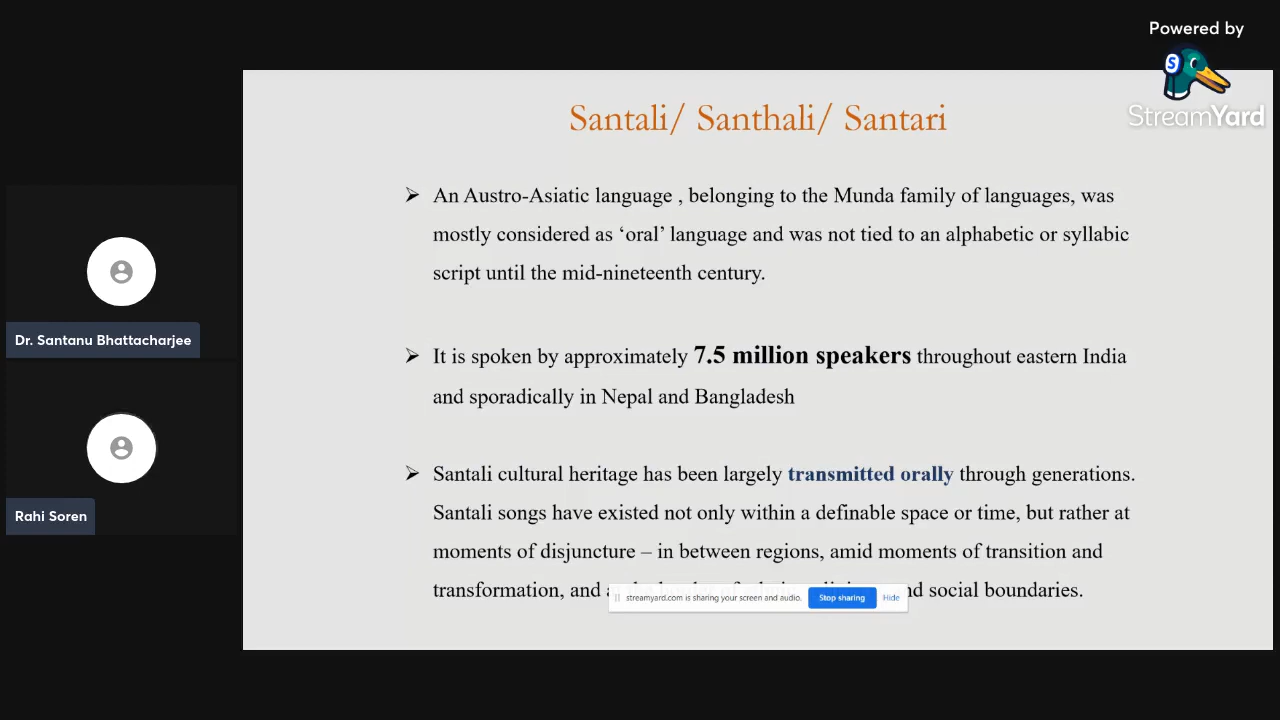 Powered by
StreamYard
Santali/ Santhali/ Santari
An Austro-Asiatic language , belonging to the Munda family of languages, was
mostly considered as ‘oral’ language and was not tied to an alphabetic or syllabic
script until the mid-nineteenth century.
It is spoken by approximately 7.5 million speakers throughout eastern India
and sporadically in Nepal and Bangladesh
Santali cultural heritage has been largely transmitted orally through generations.
Santali songs have existed not only within a definable space or time, but rather at
moments of disjuncture – in between regions, amid moments of transition and
transformation, and
social boundaries.
streamyard.com is sharing your screen and audio. Stop sharing Hide
Dr. Santanu Bhattacharjee
Rahi Soren